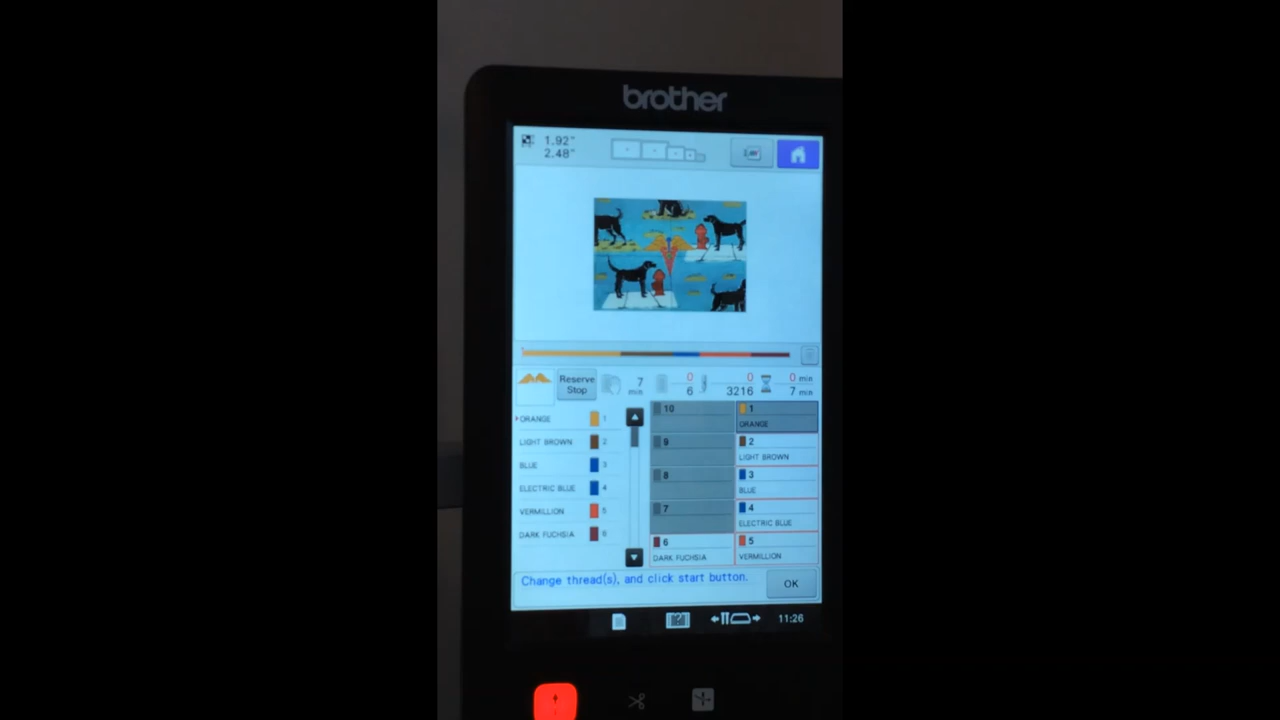 brother
1.92"
2.48"
Reserve Stop
7 min
0
6
0
3216
0 min
7 min
ORANGE 1
LIGHT BROWN 2
BLUE 3
ELECTRIC BLUE 4
VERMILLION 5
DARK FUCHSIA 6
10
9
8
7
6
DARK FUCHSIA
1
ORANGE
2
LIGHT BROWN
3
BLUE
4
ELECTRIC BLUE
5
VERMILLION
Change thread(s), and click start button.
OK
11:26